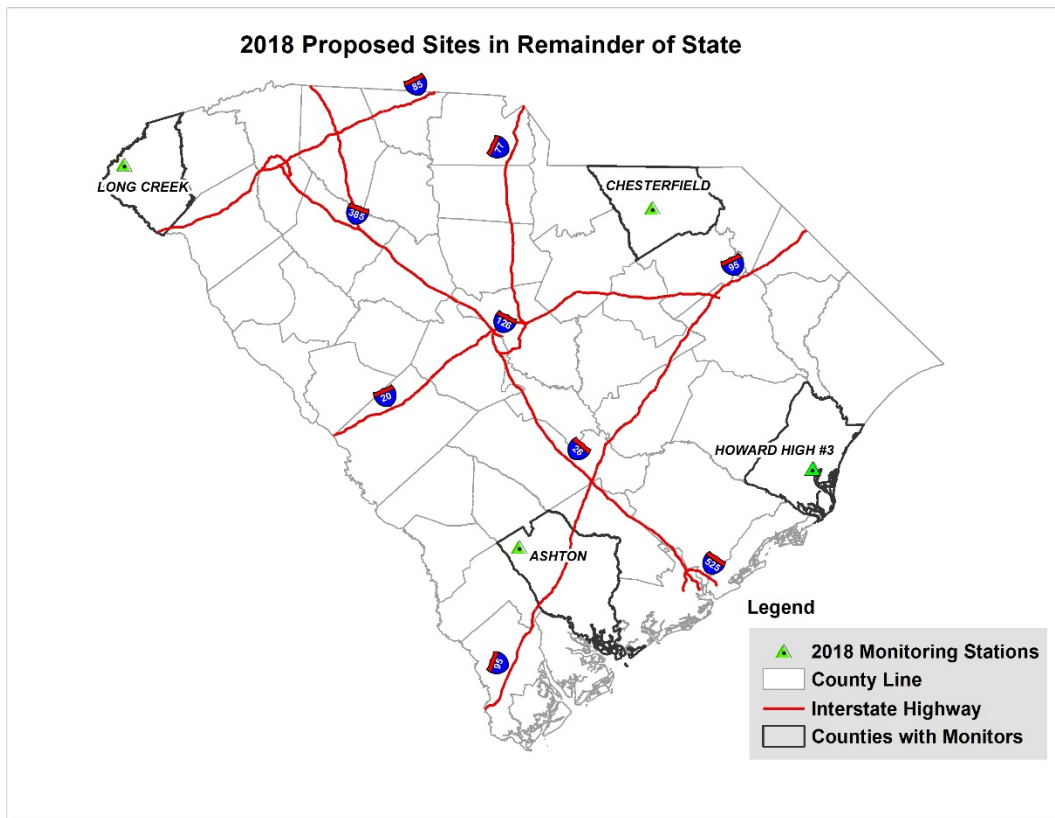 2018 Proposed Sites in Remainder of State
85
77
LONG CREEK
CHESTERFIELD
385
95
126
20
HOWARD HIGH #3
26
ASHTON
525
95
Legend
2018 Monitoring Stations
County Line
Interstate Highway
Counties with Monitors